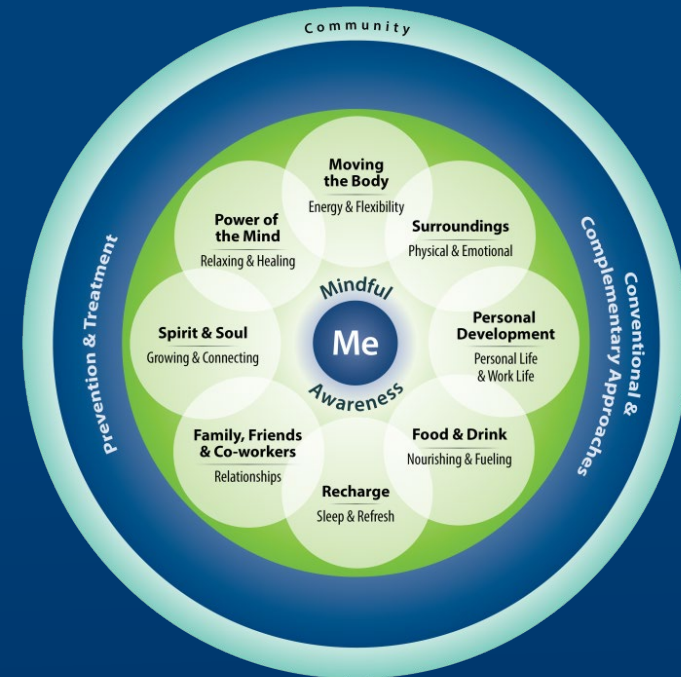 Community
Prevention & Treatment
Conventional &
Complementary Approaches
Moving
the Body
Energy & Flexibility
Surroundings
Physical & Emotional
Personal
Development
Personal Life
& Work Life
Food & Drink
Nourishing & Fueling
Recharge
Sleep & Refresh
Family, Friends
& Co-workers
Relationships
Spirit & Soul
Growing & Connecting
Power of
the Mind
Relaxing & Healing
Mindful
Me
Awareness